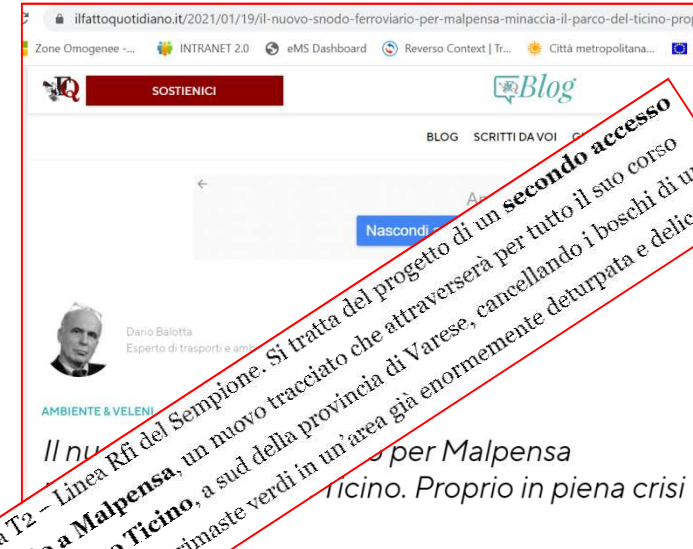 ilfattoquotidiano.it/2021/01/19/il-nuovo-snodo-ferroviario-per-malpensa-minaccia-il-parco-del-ticino-prop
Zone Omogenee -... INTRANET 2.0 eMS Dashboard Reverso Context | Tr... Città metropolitana...
FQ SOSTIENICI Blog
BLOG SCRITTI DA VOI
Nascondi
Dario Balotta
Esperto di trasporti e amb
AMBIENTE & VELENI
Il nu per Malpensa
icino. Proprio in piena crisi
T2 – Linea Rfi del Sempione. Si tratta del progetto di un secondo accesso
a Malpensa, un nuovo tracciato che attraverserà per tutto il suo corso
Ticino, a sud della provincia di Varese, cancellando i boschi di
rimaste verdi in un'area già enormemente deturpata e